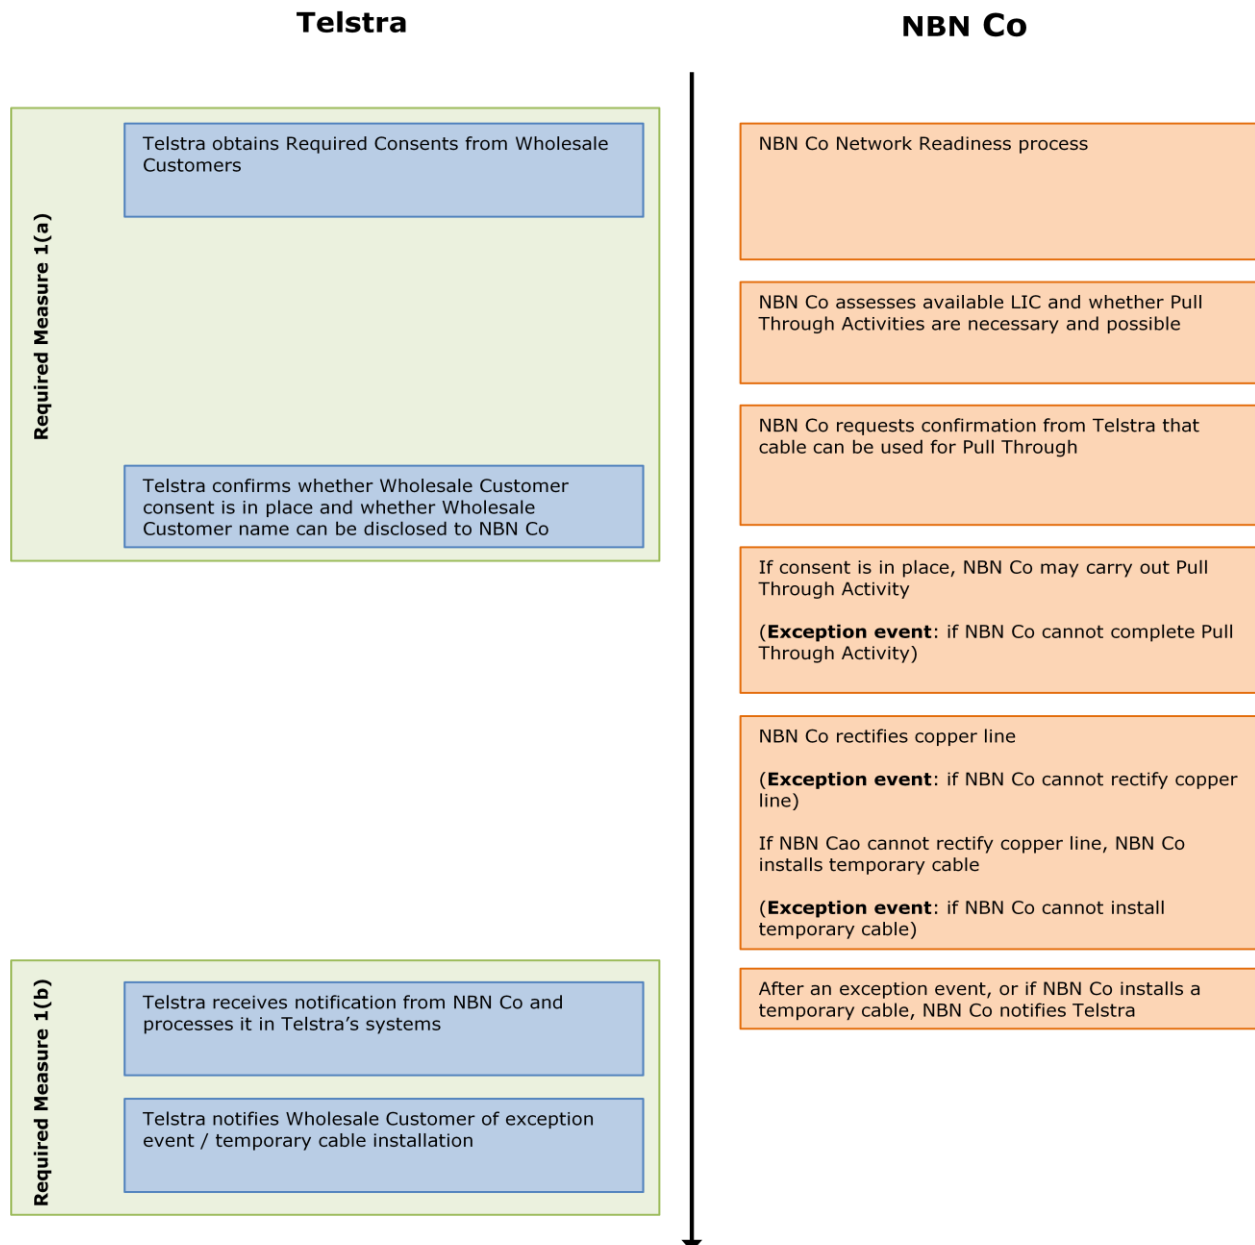 Telstra
NBN Co
Required Measure 1(a)
Telstra obtains Required Consents from Wholesale
Customers
NBN Co Network Readiness process
NBN Co assesses available LIC and whether Pull
Through Activities are necessary and possible
NBN Co requests confirmation from Telstra that
cable can be used for Pull Through
Telstra confirms whether Wholesale Customer
consent is in place and whether Wholesale
Customer name can be disclosed to NBN Co
If consent is in place, NBN Co may carry out Pull
Through Activity
(Exception event: if NBN Co cannot complete Pull
Through Activity)
NBN Co rectifies copper line
(Exception event: if NBN Co cannot rectify copper
line)
If NBN Cao cannot rectify copper line, NBN Co
installs temporary cable
(Exception event: if NBN Co cannot install
temporary cable)
After an exception event, or if NBN Co installs a
temporary cable, NBN Co notifies Telstra
Required Measure 1(b)
Telstra receives notification from NBN Co and
processes it in Telstra’s systems
Telstra notifies Wholesale Customer of exception
event / temporary cable installation